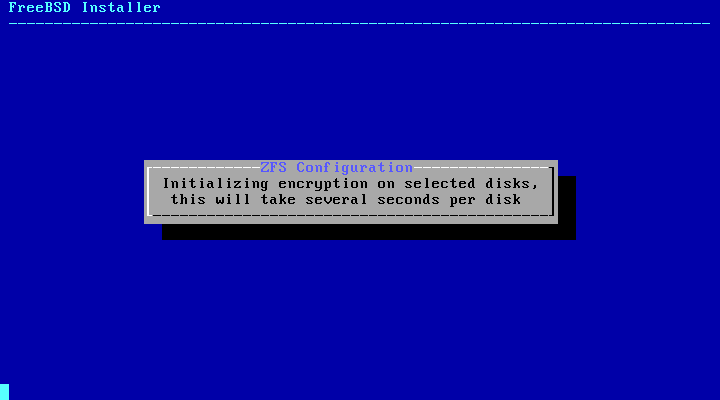 FreeBSD Installer
ZFS Configuration
Initializing encryption on selected disks,
this will take several seconds per disk